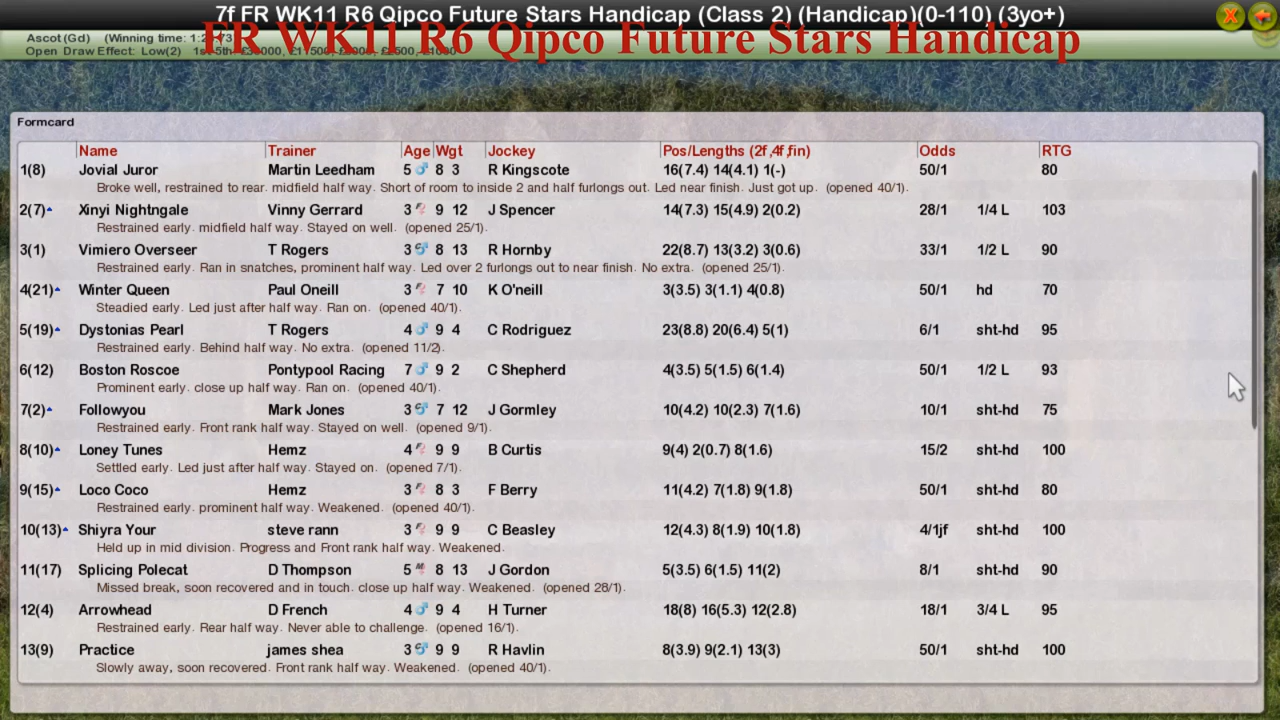 7f FR WK11 R6 Qipco Future Stars Handicap (Class 2) (Handicap)(0-110) (3yo+)
FR WK11 R6 Qipco Future Stars Handicap
Ascot(Gd) (Winning time: 1:
Open Draw Effect: Low(2) 1st-5th:
Formcard
Name Trainer Age Wgt Jockey Pos/Lengths (2f,4f,fin) Odds RTG
1(8) Jovial Juror Martin Leedham 5 8 3 R Kingscote 16(7.4) 14(4.1) 1(-) 50/1 80
Broke well, restrained to rear. midfield half way. Short of room to inside 2 and half furlongs out. Led near finish. Just got up. (opened 40/1).
2(7) Xinyi Nightngale Vinny Gerrard 3 9 12 J Spencer 14(7.3) 15(4.9) 2(0.2) 28/1 1/4 L 103
Restrained early. midfield half way. Stayed on well. (opened 25/1).
3(1) Vimiero Overseer T Rogers 3 8 13 R Hornby 22(8.7) 13(3.2) 3(0.6) 33/1 1/2 L 90
Restrained early. Ran in snatches, prominent half way. Led over 2 furlongs out to near finish. No extra. (opened 25/1).
4(21) Winter Queen Paul Oneill 3 7 10 K O'neill 3(3.5) 3(1.1) 4(0.8) 50/1 hd 70
Steadied early. Led just after half way. Ran on. (opened 40/1).
5(19) Dystonias Pearl T Rogers 4 9 4 C Rodriguez 23(8.8) 20(6.4) 5(1) 6/1 sht-hd 95
Restrained early. Behind half way. No extra. (opened 11/2).
6(12) Boston Roscoe Pontypool Racing 7 9 2 C Shepherd 4(3.5) 5(1.5) 6(1.4) 50/1 1/2 L 93
Prominent early. close up half way. Ran on. (opened 40/1).
7(2) Followyou Mark Jones 3 7 12 J Gormley 10(4.2) 10(2.3) 7(1.6) 10/1 sht-hd 75
Restrained early. Front rank half way. Stayed on well. (opened 9/1).
8(10) Loney Tunes Hemz 4 9 9 B Curtis 9(4) 2(0.7) 8(1.6) 15/2 sht-hd 100
Settled early. Led just after half way. Stayed on. (opened 7/1).
9(15) Loco Coco Hemz 3 8 3 F Berry 11(4.2) 7(1.8) 9(1.8) 50/1 sht-hd 80
Restrained early. prominent half way. Weakened. (opened 40/1).
10(13) Shiyra Your steve rann 3 9 9 C Beasley 12(4.3) 8(1.9) 10(1.8) 4/1jf sht-hd 100
Held up in mid division. Progress and Front rank half way. Weakened.
11(17) Splicing Polecat D Thompson 5 8 13 J Gordon 5(3.5) 6(1.5) 11(2) 8/1 sht-hd 90
Missed break, soon recovered and in touch. close up half way. Weakened. (opened 28/1).
12(4) Arrowhead D French 4 9 4 H Turner 18(8) 16(5.3) 12(2.8) 18/1 3/4 L 95
Restrained early. Rear half way. Never able to challenge. (opened 16/1).
13(9) Practice james shea 3 9 9 R Havlin 8(3.9) 9(2.1) 13(3) 50/1 sht-hd 100
Slowly away, soon recovered. Front rank half way. Weakened. (opened 40/1).